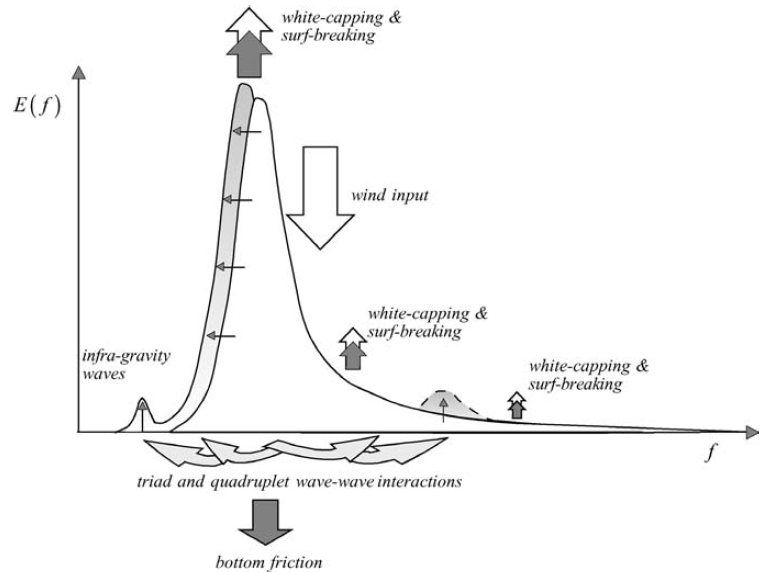 white-capping &
surf-breaking
E(f)
wind input
white-capping &
surf-breaking
infra-gravity
waves
white-capping &
surf-breaking
f
triad and quadruplet wave-wave interactions
bottom friction